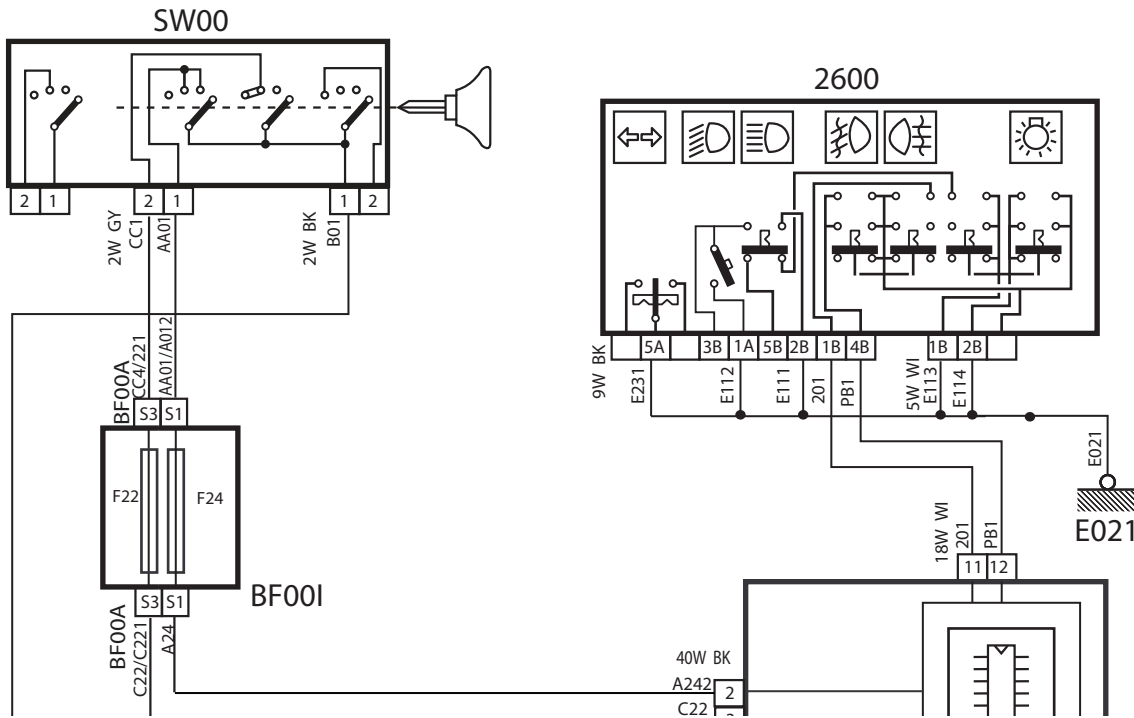 SW00
2600
2 1
2 1
1 2
2W GY
CC1
AA01
2W BK
B01
5A
3B
1A
5B
2B
1B
4B
1B
2B
9W BK
E231
E112
E111
201
PB1
5W WI
E113
E114
BF00A
CC4/221
AA01/A012
S3 S1
E021
E021
F22
F24
18W WI
201
PB1
11 12
BF00I
S3 S1
BF00A
C22/C221
A24
40W BK
A242
2
C22